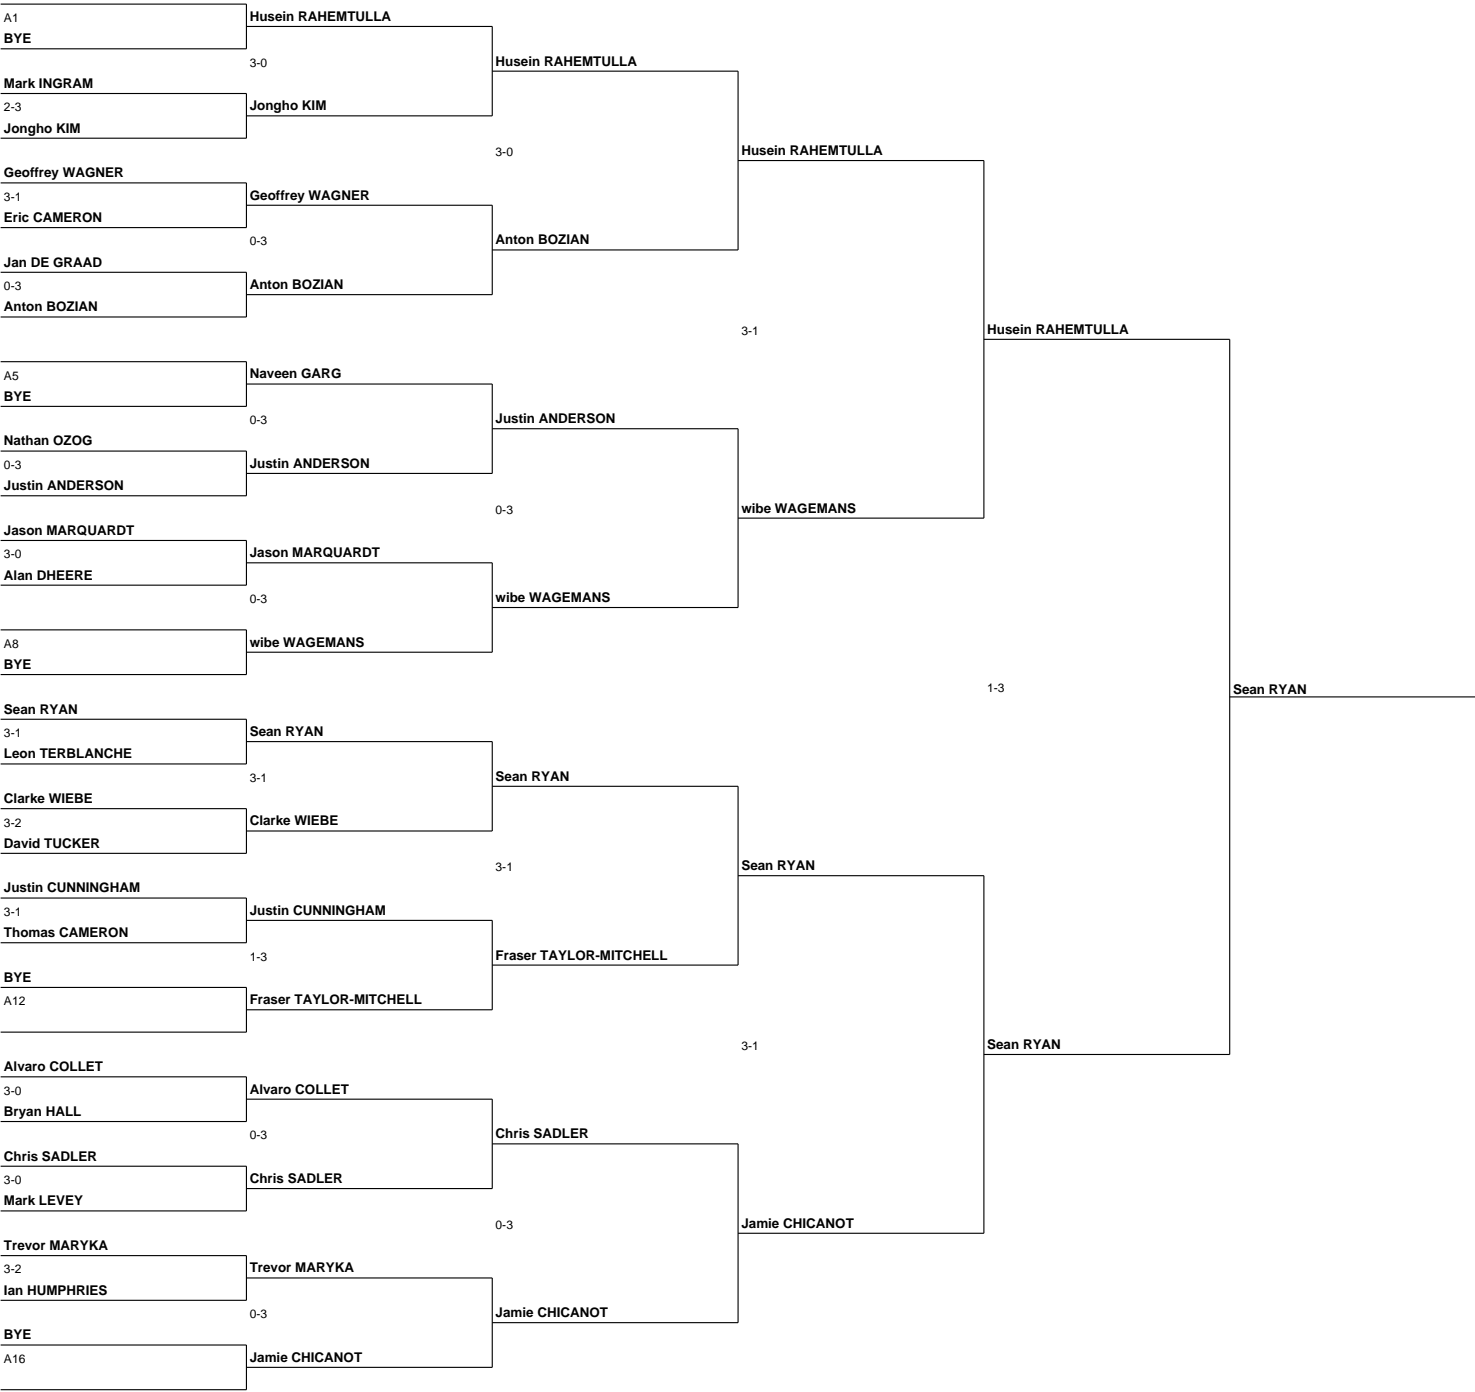 A1
BYE
Husein RAHEMTULLA
3-0
Mark INGRAM
2-3
Jongho KIM
Jongho KIM
Husein RAHEMTULLA
3-0
Geoffrey WAGNER
3-1
Eric CAMERON
Geoffrey WAGNER
0-3
Jan DE GRAAD
0-3
Anton BOZIAN
Anton BOZIAN
Anton BOZIAN
Husein RAHEMTULLA
3-1
A5
BYE
Naveen GARG
0-3
Nathan OZOG
0-3
Justin ANDERSON
Justin ANDERSON
Justin ANDERSON
0-3
Jason MARQUARDT
3-0
Alan DHEERE
Jason MARQUARDT
0-3
A8
BYE
wibe WAGEMANS
wibe WAGEMANS
wibe WAGEMANS
Husein RAHEMTULLA
1-3
Sean RYAN
Sean RYAN
3-1
Leon TERBLANCHE
Sean RYAN
3-1
Clarke WIEBE
3-2
David TUCKER
Clarke WIEBE
Sean RYAN
3-1
Justin CUNNINGHAM
3-1
Thomas CAMERON
Justin CUNNINGHAM
1-3
BYE
A12
Fraser TAYLOR-MITCHELL
Fraser TAYLOR-MITCHELL
Sean RYAN
3-1
Alvaro COLLET
3-0
Bryan HALL
Alvaro COLLET
0-3
Chris SADLER
3-0
Mark LEVEY
Chris SADLER
Chris SADLER
0-3
Trevor MARYKA
3-2
Ian HUMPHRIES
Trevor MARYKA
0-3
BYE
A16
Jamie CHICANOT
Jamie CHICANOT
Jamie CHICANOT
Sean RYAN